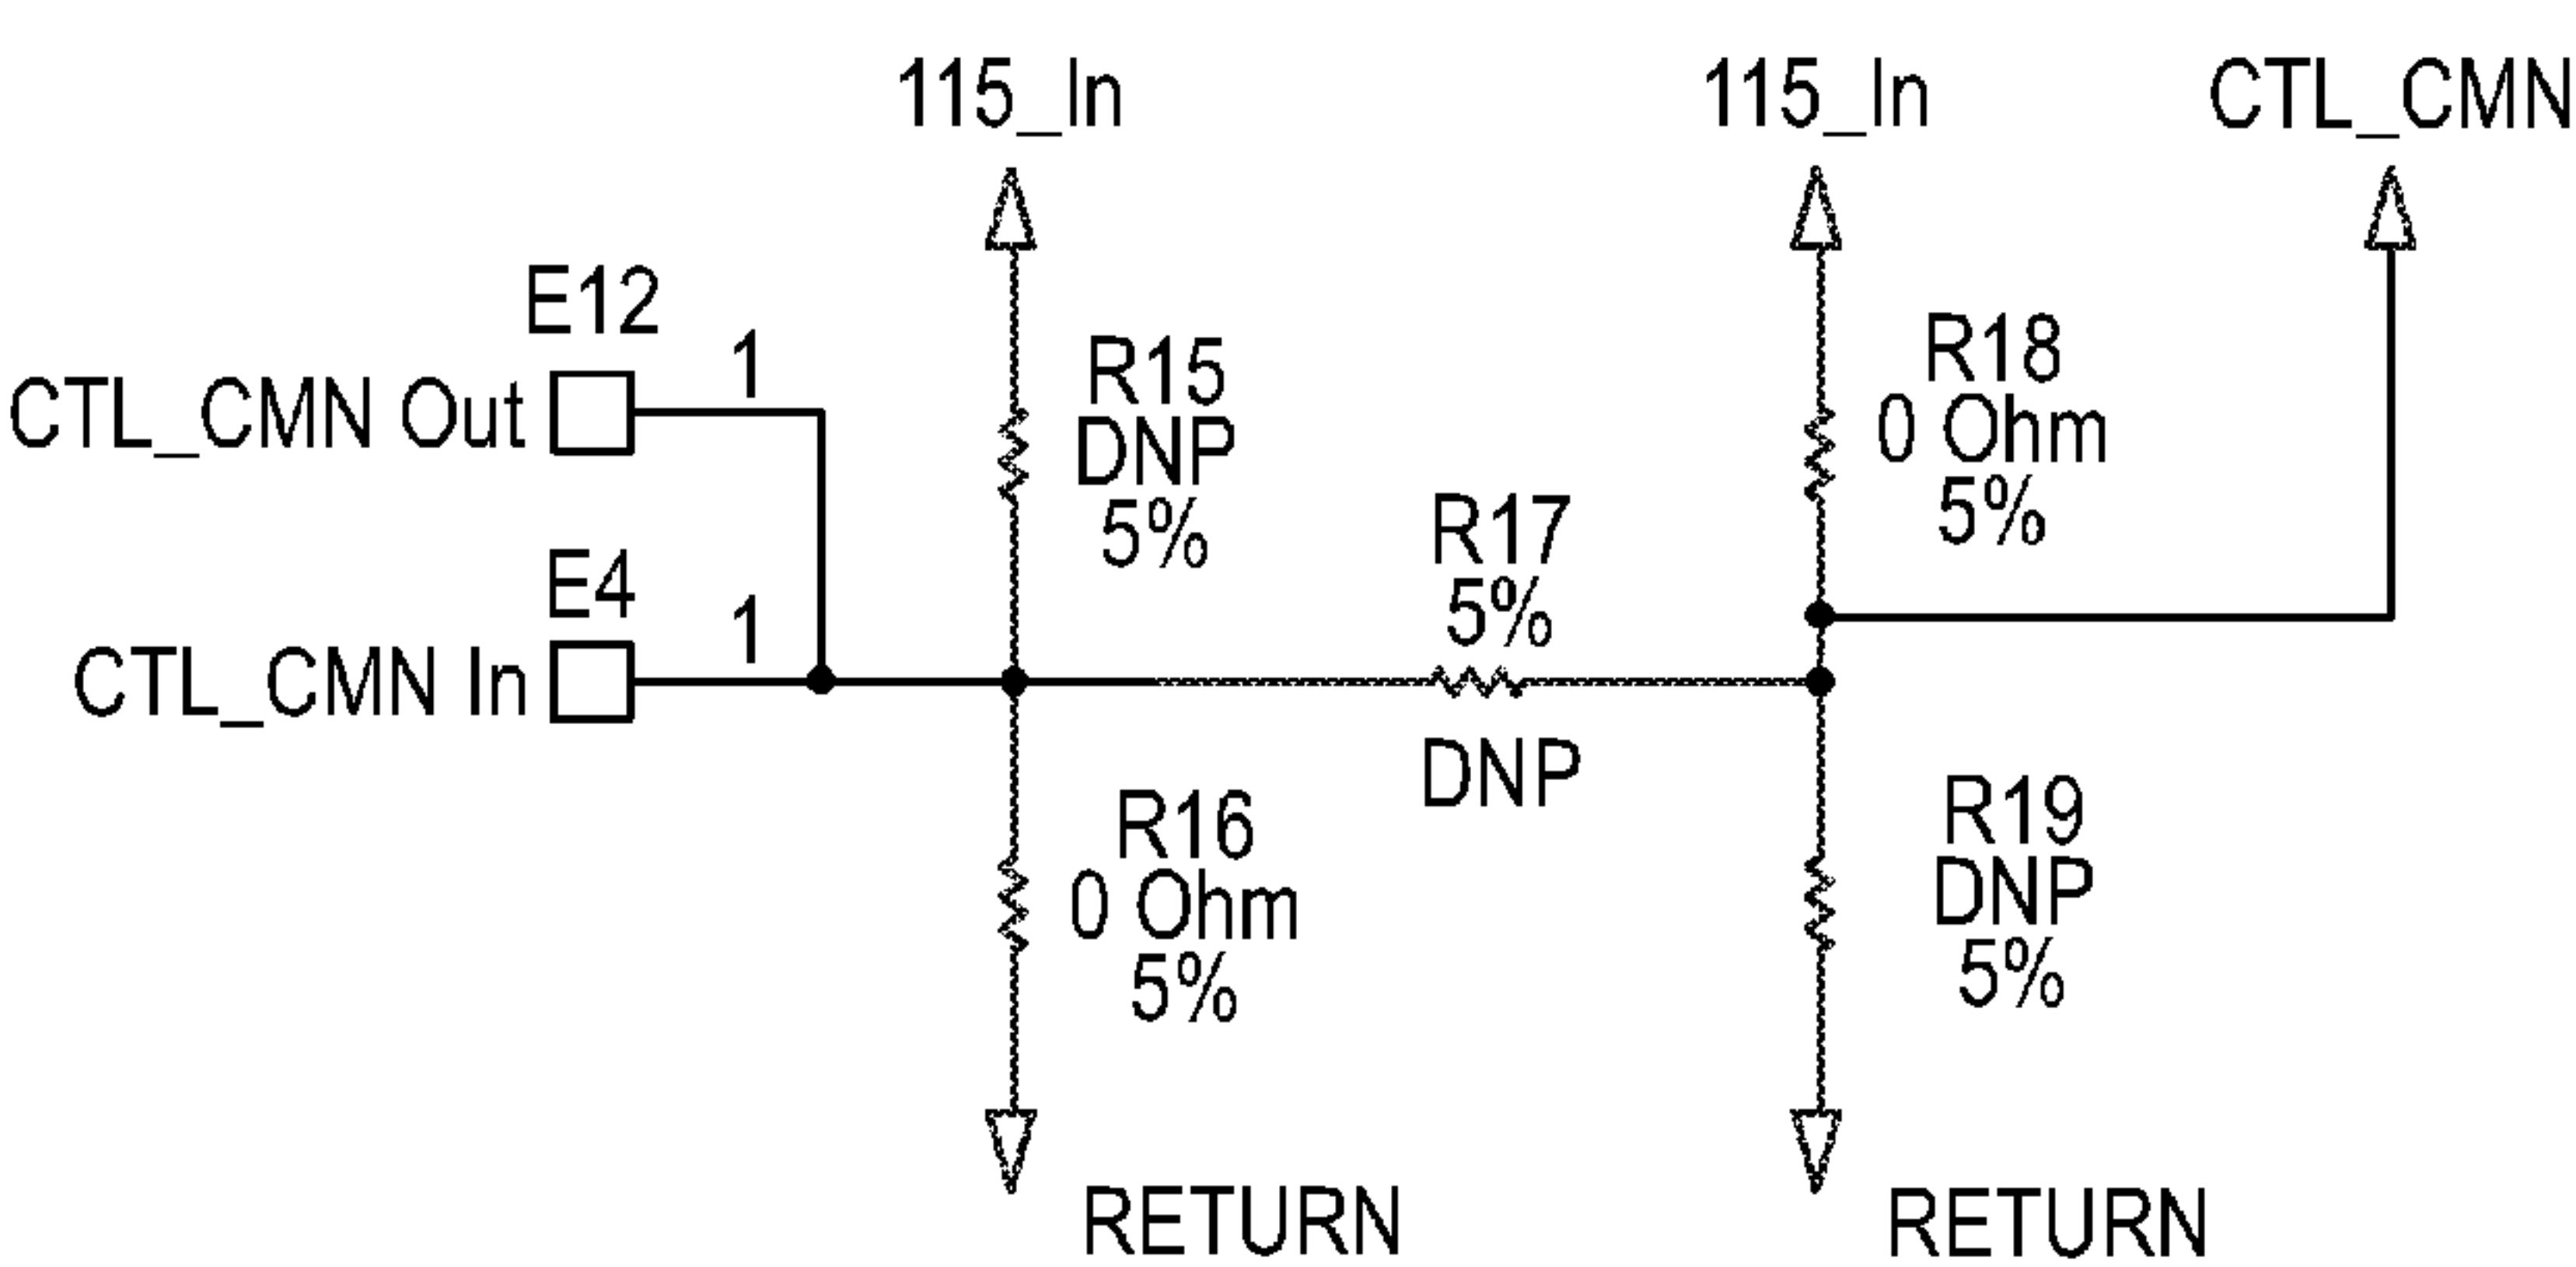 115_In
115_In
CTL_CMN
E12
1
CTL_CMN Out
R15
DNP
5%
R18
0 Ohm
5%
R17
5%
DNP
E4
1
CTL_CMN In
R16
0 Ohm
5%
R19
DNP
5%
RETURN
RETURN